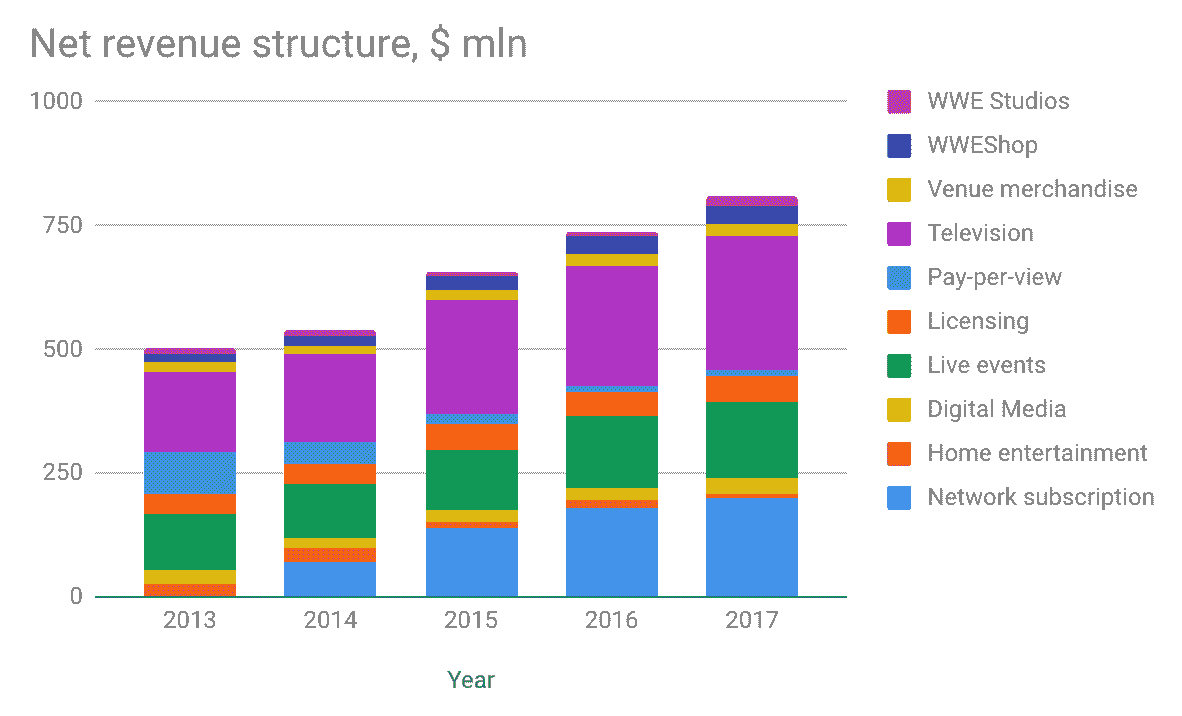 Net revenue structure, $ mln
1000
750
500
250
0
2013 2014 2015 2016 2017
Year
WWE Studios
WWEShop
Venue merchandise
Television
Pay-per-view
Licensing
Live events
Digital Media
Home entertainment
Network subscription